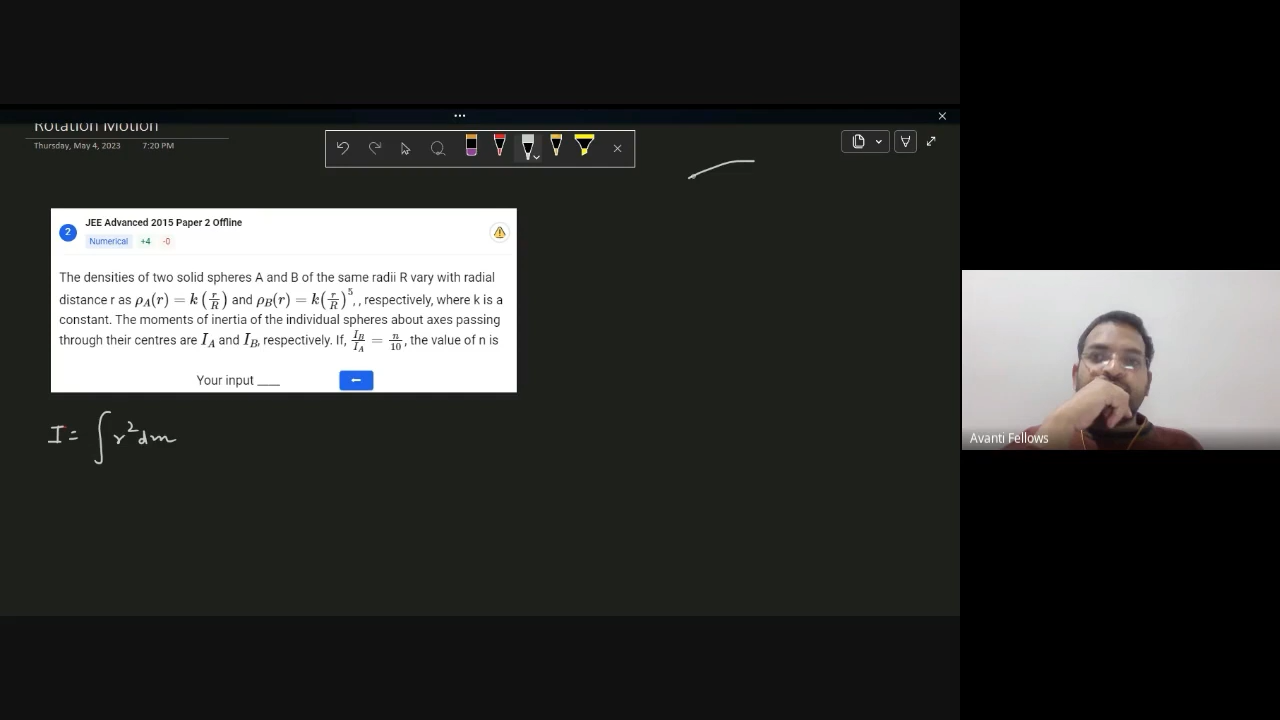 Rotation Motion
Thursday, May 4, 2023 7:20 PM
2
JEE Advanced 2015 Paper 2 Offline
Numerical +4 -0
The densities of two solid spheres A and B of the same radii R vary with radial
distance r as ρ_A(r) = k (r/R) and ρ_B(r) = k(r/R)^5, , respectively, where k is a
constant. The moments of inertia of the individual spheres about axes passing
through their centres are I_A and I_B, respectively. If, I_B/I_A = n/10, the value of n is
Your input ____
I = ∫ r² dm
Avanti Fellows